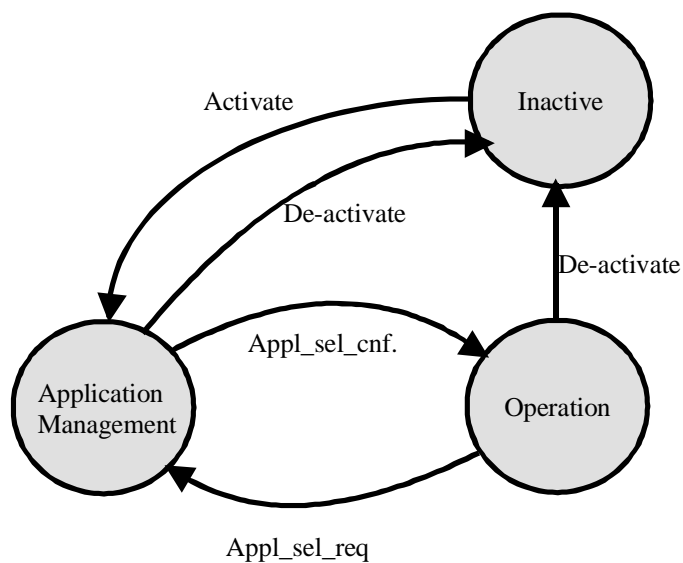 Activate
Inactive
De-activate
De-activate
Appl_sel_cnf.
Application
Management
Operation
Appl_sel_req